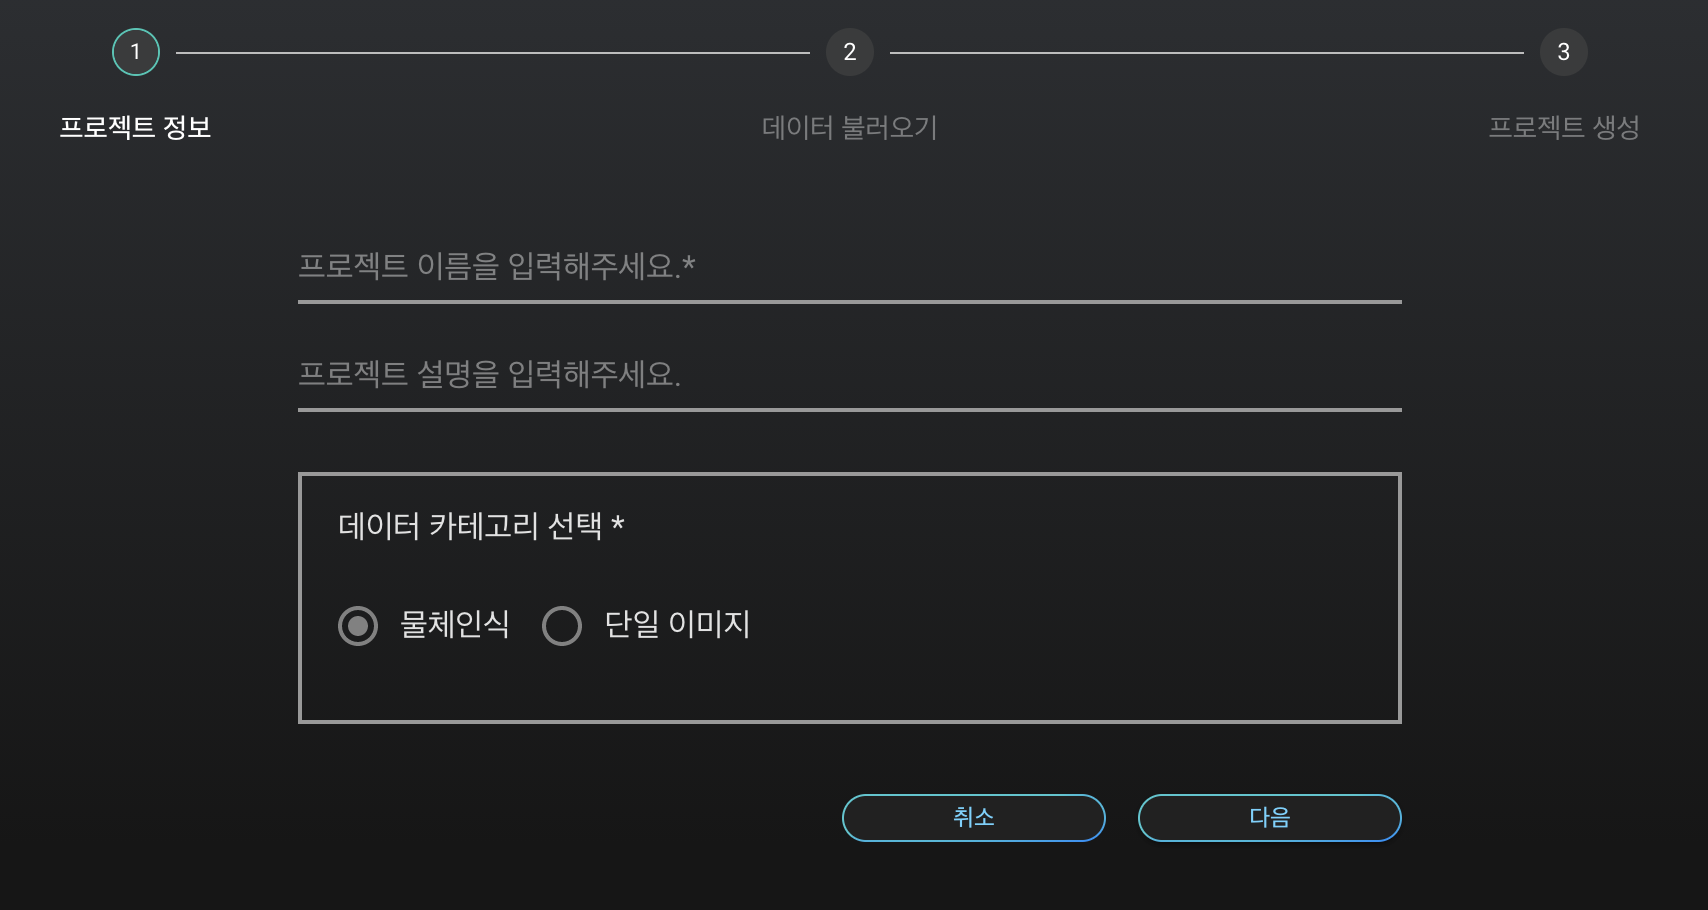 1
2
3
프로젝트 정보
데이터 불러오기
프로젝트 생성
프로젝트 이름을 입력해주세요.*
프로젝트 설명을 입력해주세요.
데이터 카테고리 선택 *
물체인식
단일 이미지
취소
다음